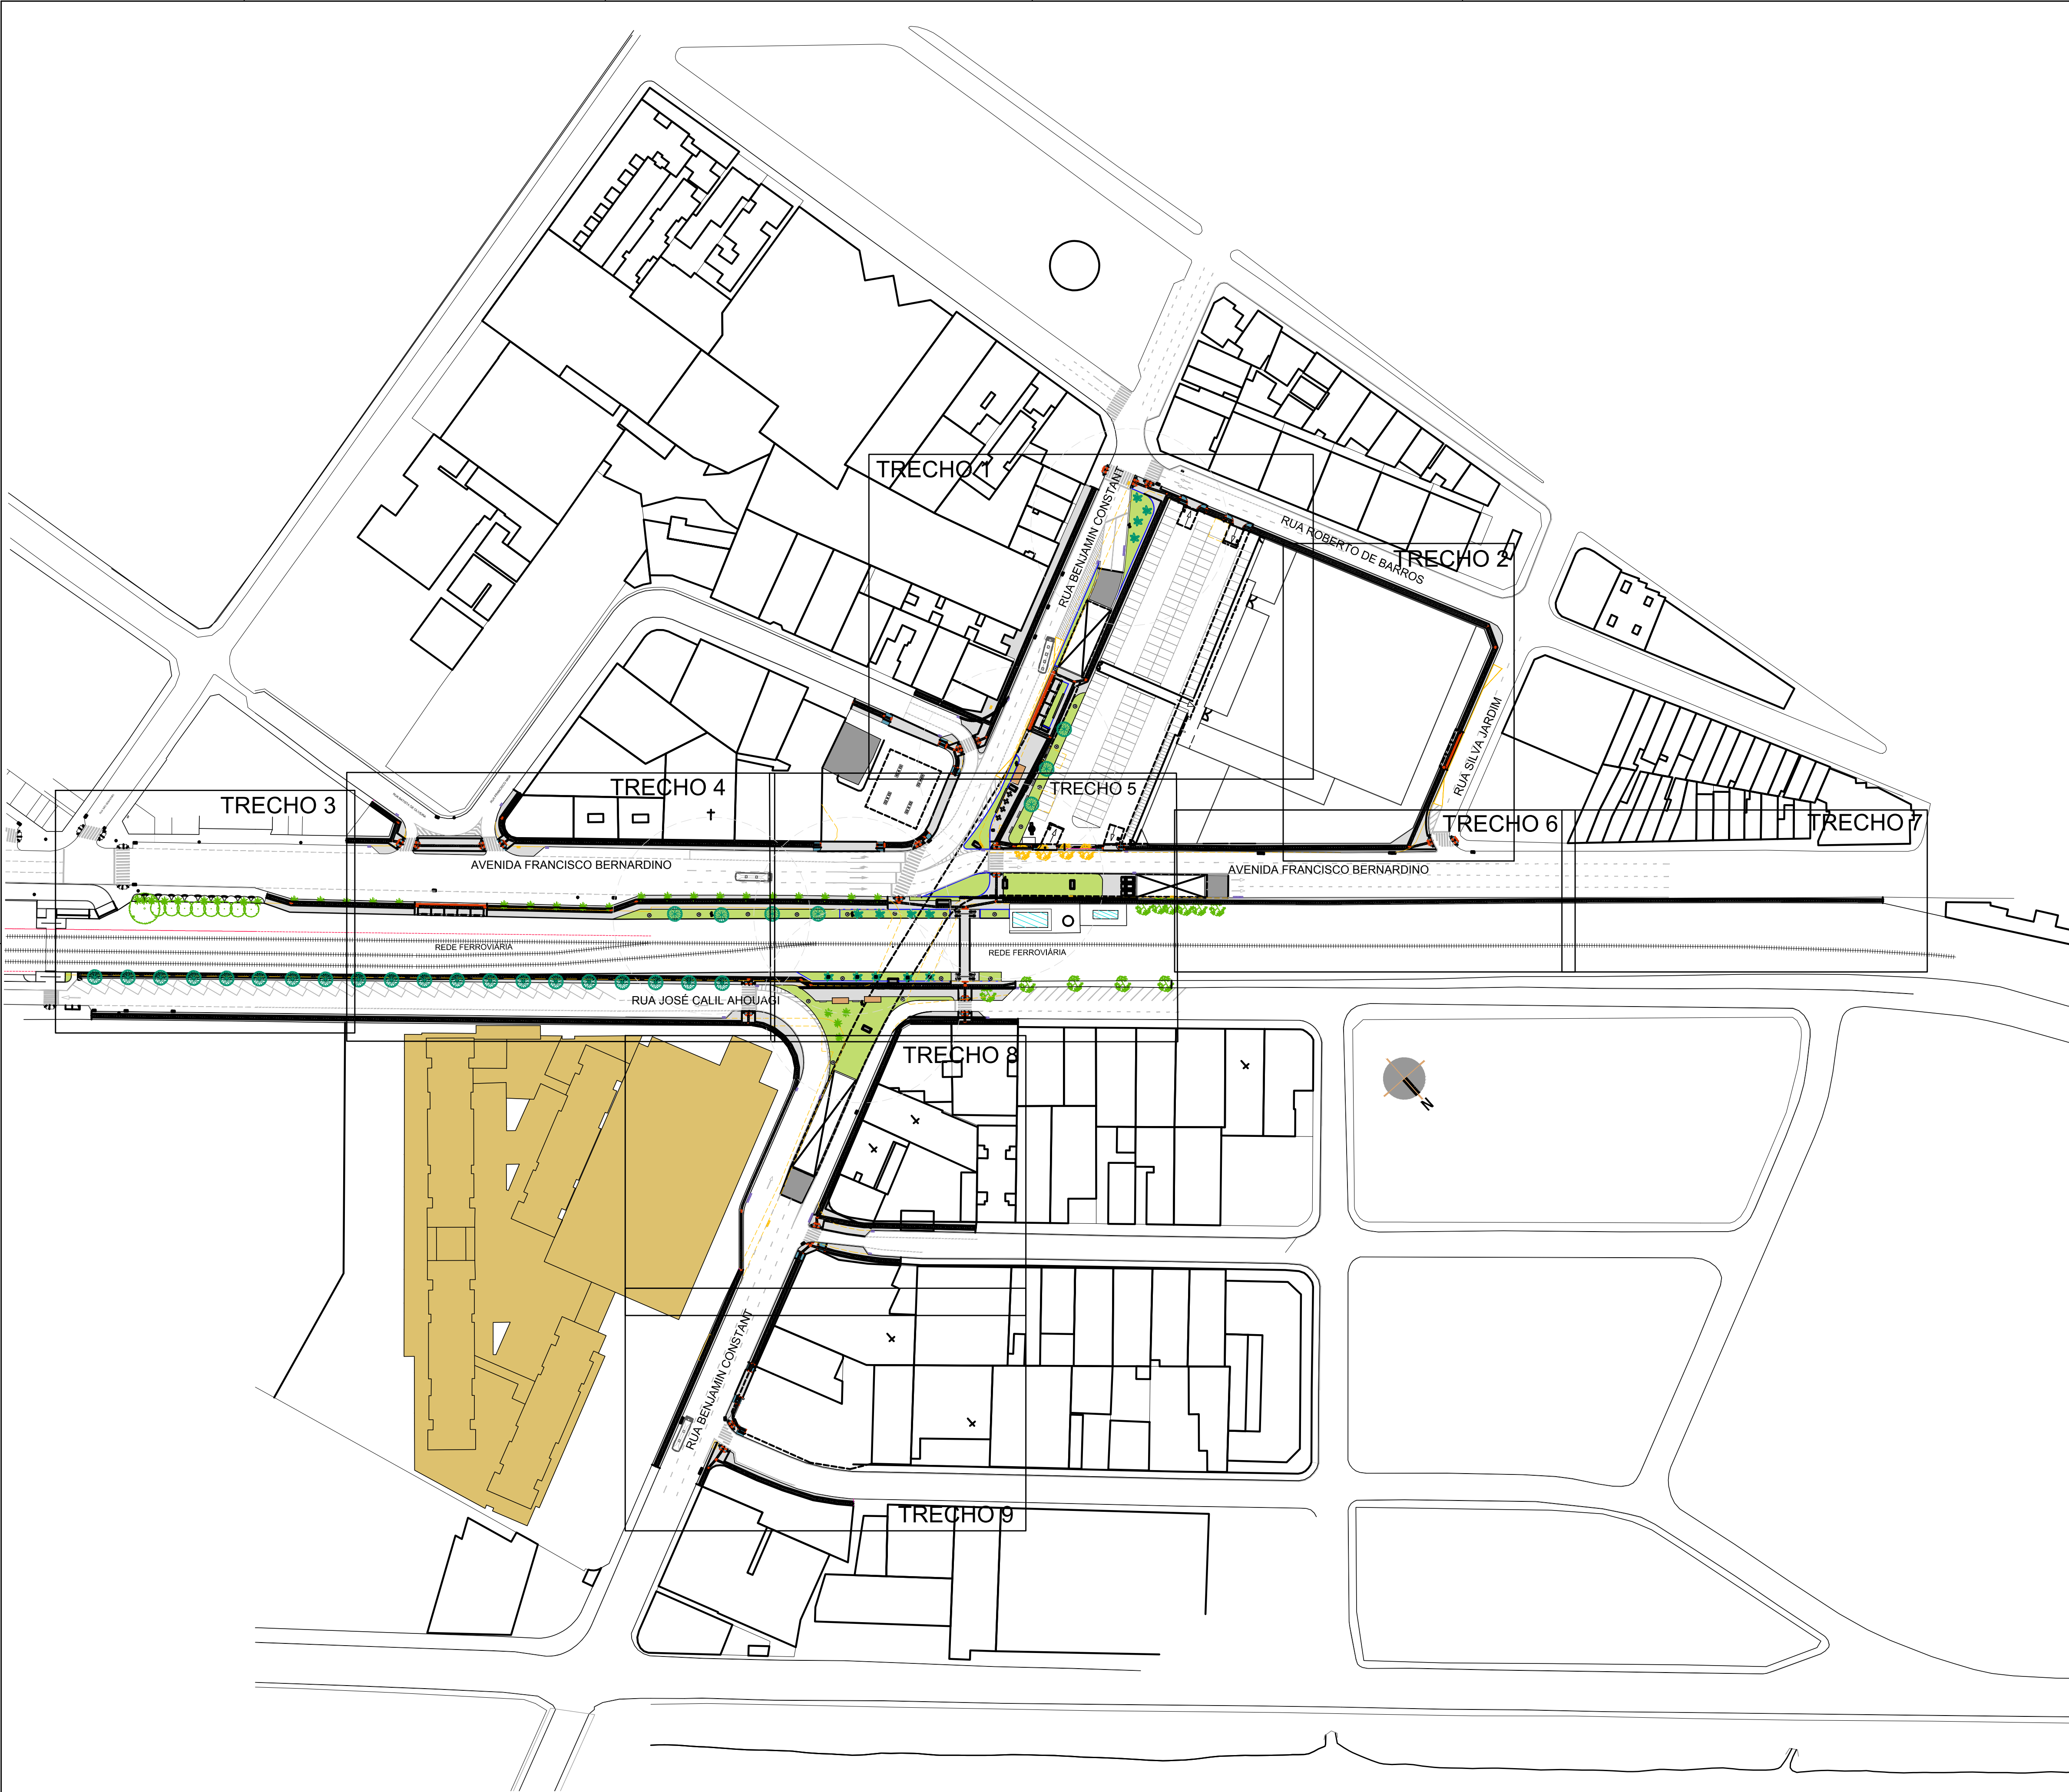 TRECHO 1
RUA BENJAMIN CONSTANT
RUA ROBERTO DE BARROS
TRECHO 2
RUA SILVA JARDIM
TRECHO 3
TRECHO 4
TRECHO 5
TRECHO 6
TRECHO 7
AVENIDA FRANCISCO BERNARDINO
AVENIDA FRANCISCO BERNARDINO
REDE FERROVIÁRIA
REDE FERROVIÁRIA
RUA JOSÉ CALIL AHOUAGI
TRECHO 8
N
RUA BENJAMIN CONSTANT
TRECHO 9